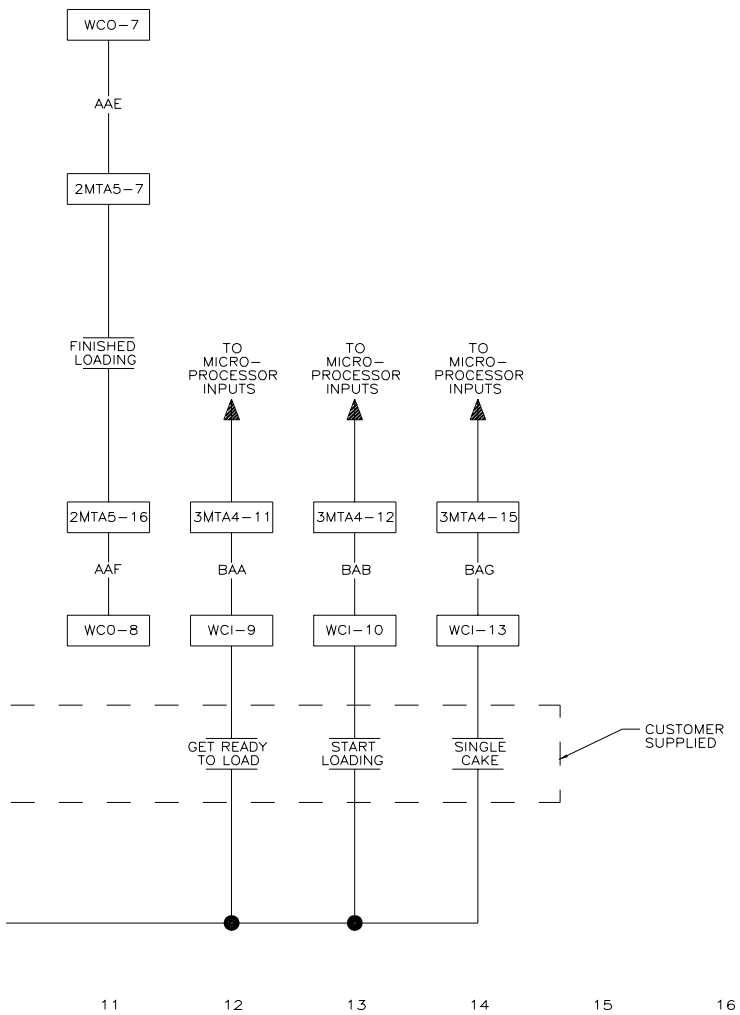 WCO-7
AAE
2MTA5-7
FINISHED
LOADING
TO
MICRO-
PROCESSOR
INPUTS
TO
MICRO-
PROCESSOR
INPUTS
TO
MICRO-
PROCESSOR
INPUTS
2MTA5-16
3MTA4-11
3MTA4-12
3MTA4-15
AAF
BAA
BAB
BAG
WCO-8
WCI-9
WCI-10
WCI-13
GET READY
TO LOAD
START
LOADING
SINGLE
CAKE
CUSTOMER
SUPPLIED
11
12
13
14
15
16